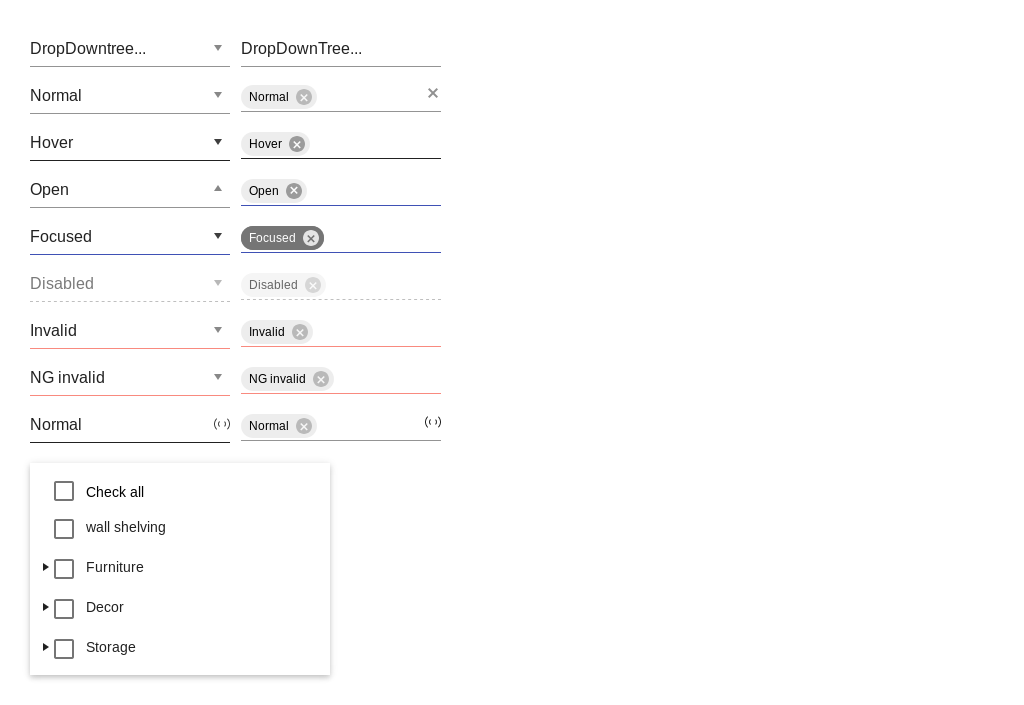 DropDowntree... DropDownTree...
Normal Normal
Hover Hover
Open Open
Focused Focused
Disabled Disabled
Invalid Invalid
NG invalid NG invalid
Normal Normal
Check all
wall shelving
Furniture
Decor
Storage